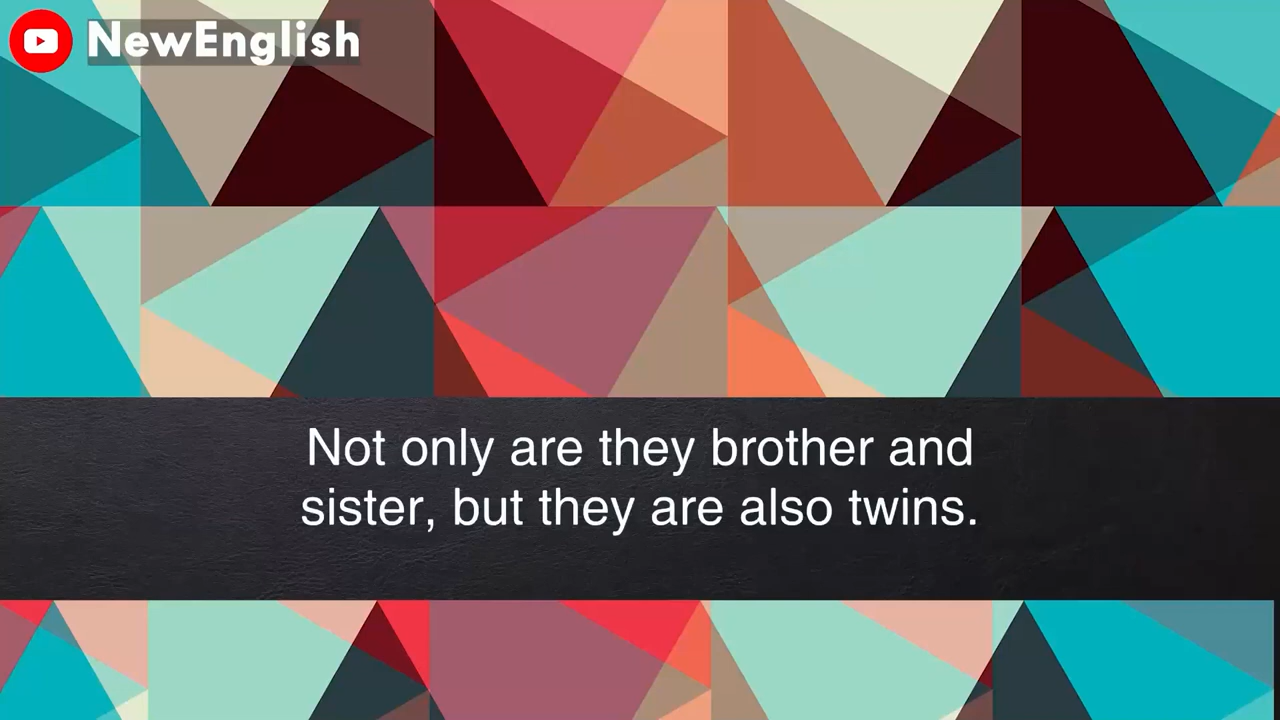 NewEnglish
Not only are they brother and
sister, but they are also twins.